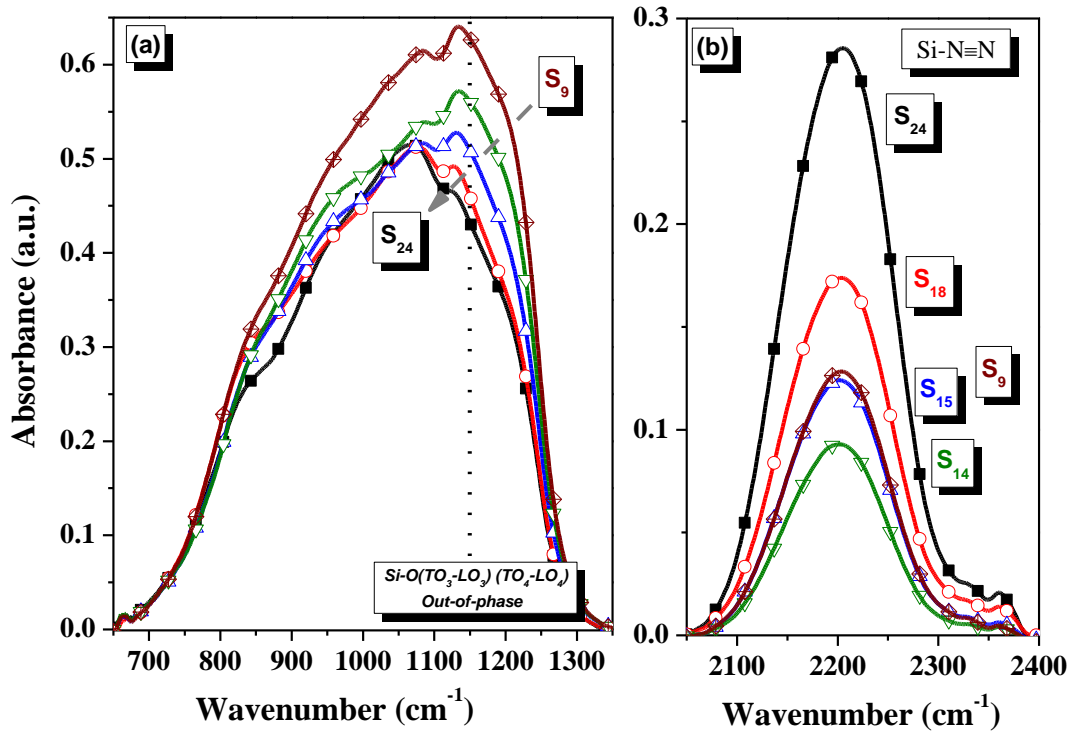 (a)
S₉
S₂₄
Si-O(TO₃-LO₃) (TO₄-LO₄)
Out-of-phase
Absorbance (a.u.)
0.6
0.5
0.4
0.3
0.2
0.1
0.0
700 800 900 1000 1100 1200 1300
Wavenumber (cm⁻¹)
(b)
Si-N≡N
S₂₄
S₁₈
S₉
S₁₅
S₁₄
0.3
0.2
0.1
0.0
2100 2200 2300 2400
Wavenumber (cm⁻¹)